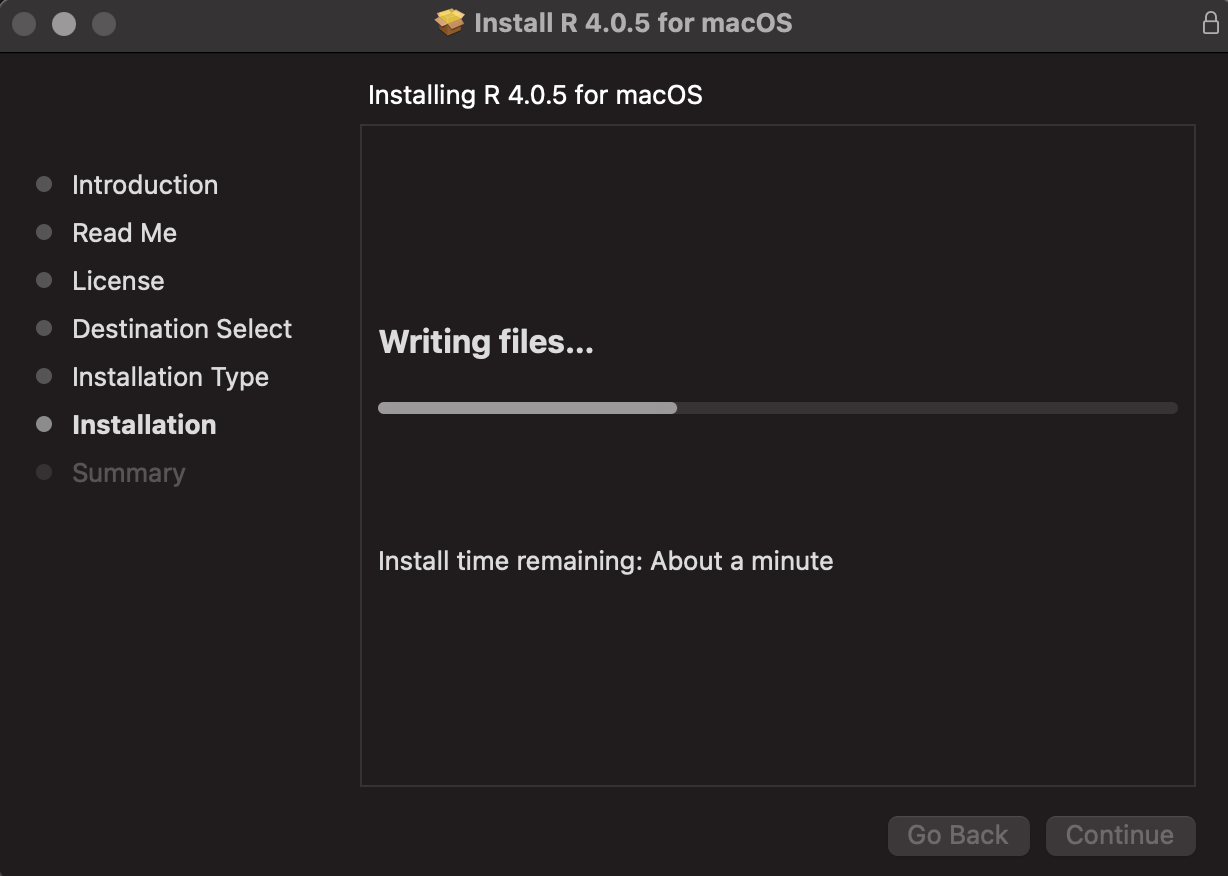 Install R 4.0.5 for macOS
Installing R 4.0.5 for macOS
Introduction
Read Me
License
Destination Select
Installation Type
Installation
Summary
Writing files...
Install time remaining: About a minute
Go Back
Continue